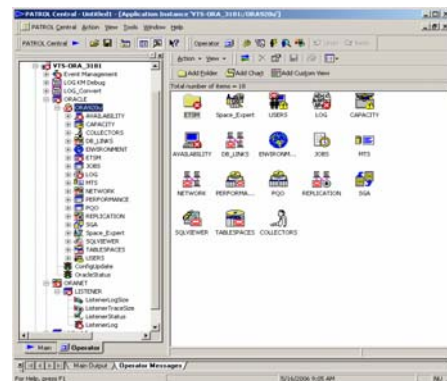 PATROL Central - Untitled1 - [Application Instance 'VTS-ORA_3181:/ORAN920u']
PATROL Central Action View Tools Window Help
PATROL Central
Operator
Undo
Action View
Add Folder Add Chart Add Custom View
Total number of items = 18
VTS-ORA_3181
Event Management
LOG KM Debug
LOG_Convert
ORACLE
AVAILABILITY
CAPACITY
COLLECTORS
DB_LINKS
ENVIRONMENT
ETSM
JOBS
LOG
MTS
NETWORK
PERFORMANCE
PQO
REPLICATION
SGA
Space_Expert
SQLVIEWER
TABLESPACES
USERS
ConfigUpdate
OracleStatus
ORANET
LISTENER
ListenerLogSize
ListenerTraceSize
ListenerStatus
ListenerLog
Main Operator
ETSM Space_Expert USERS LOG CAPACITY
AVAILABILITY DB_LINKS ENVIRONM... JOBS MTS
NETWORK PERFORMA... PQO REPLICATION SGA
SQLVIEWER TABLESPACES COLLECTORS
Main Output Operator Messages
For Help, press F1
5/16/2006 9:05 AM